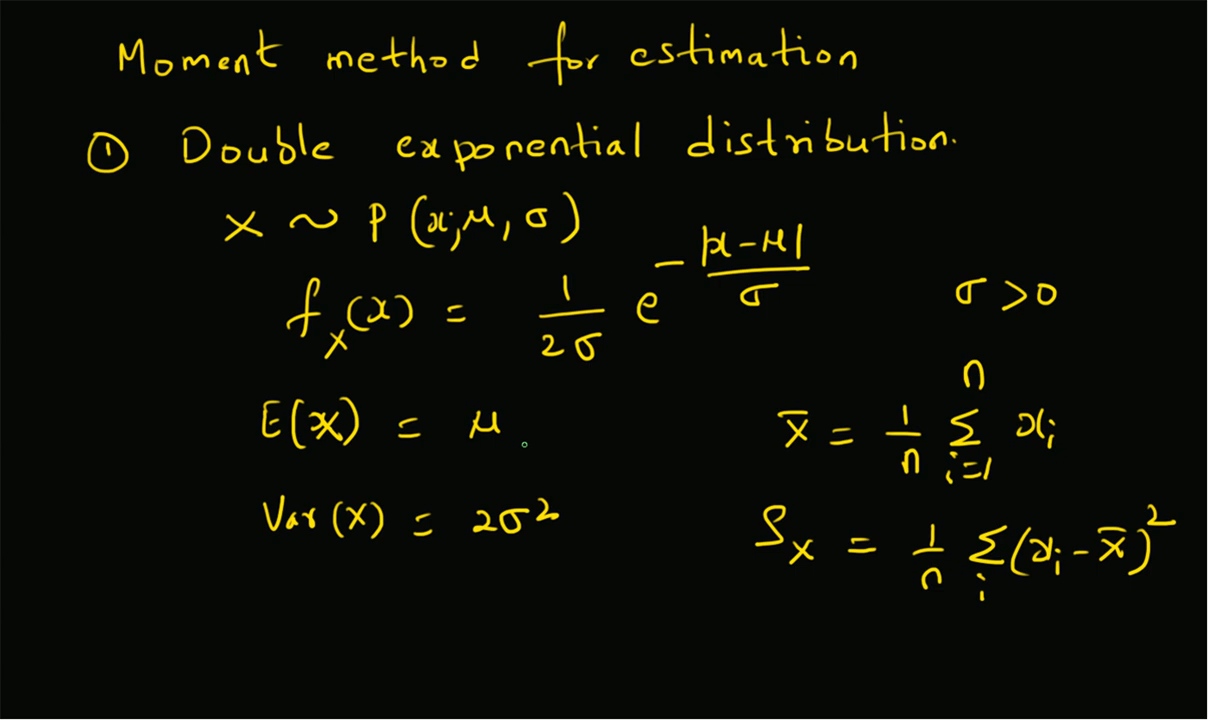 Moment method for estimation
① Double exponential distribution.
X ~ P (x; μ, σ)
f_X(x) = 1/2σ e^{-|x-μ|/σ} σ > 0
E(X) = μ x̄ = 1/n Σ_{i=1}^{n} x_i
Var(X) = 2σ² S_X = 1/n Σ_i (x_i - x̄)²